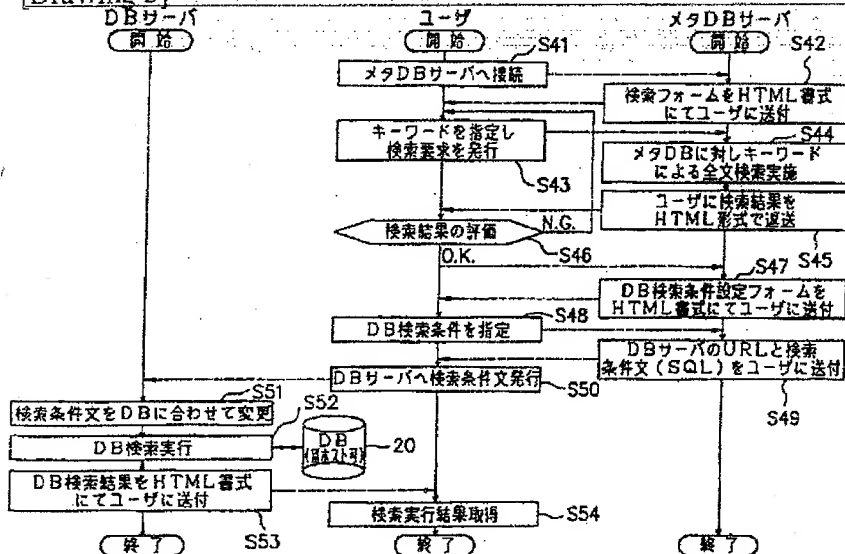 DBサーバ
ユーザ
メタDBサーバ
開始
開始
開始
S41
S42
メタDBサーバへ接続
検索フォームをHTML書式
にてユーザに送付
キーワードを指定し
検索要求を発行
S43
S44
メタDBに対しキーワード
による全文検索実施
ユーザに検索結果を
HTML形式で返送
S45
検索結果の評価
N.G.
S46
O.K.
S47
DB検索条件設定フォームを
HTML書式にてユーザに送付
S48
DB検索条件を指定
DBサーバのURLと検索
条件文(SQL)をユーザに送付
S49
DBサーバへ検索条件文発行
S50
S51
検索条件文をDBに合わせて変更
S52
DB検索実行
DB
20
DB検索結果をHTML書式
にてユーザに送付
S53
検索実行結果取得
S54
終了
終了
終了